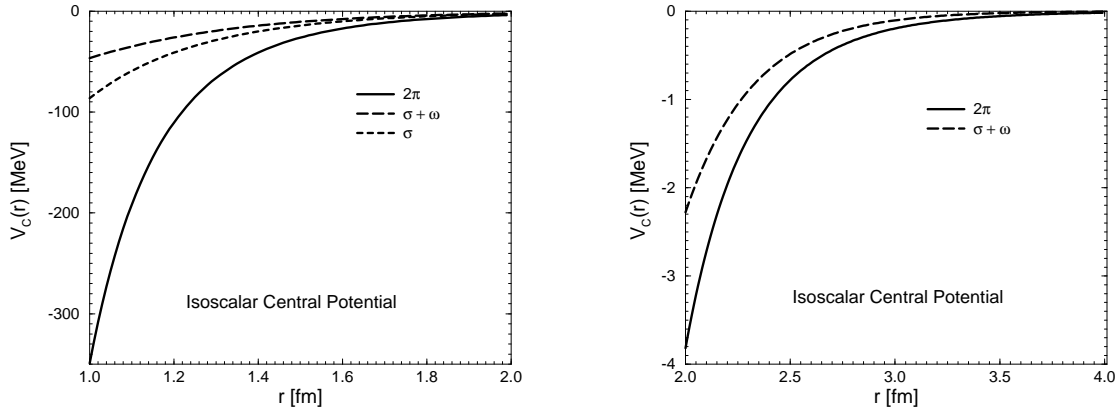 0
-100
-200
-300
V_C(r) [MeV]
2π
σ + ω
σ
Isoscalar Central Potential
1.0 1.2 1.4 1.6 1.8 2.0
r [fm]
0
-1
-2
-3
-4
V_C(r) [MeV]
2π
σ + ω
Isoscalar Central Potential
2.0 2.5 3.0 3.5 4.0
r [fm]